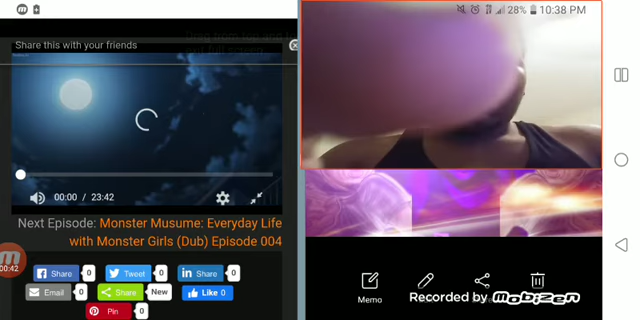 28% 10:38 PM
Share this with your friends
00:00 / 23:42
Next Episode: Monster Musume: Everyday Life
with Monster Girls (Dub) Episode 004
00:42
Share 0
Tweet 0
Share 0
Email 0
Share New
Like 0
Pin 0
Memo
Recorded by MOBIZEN